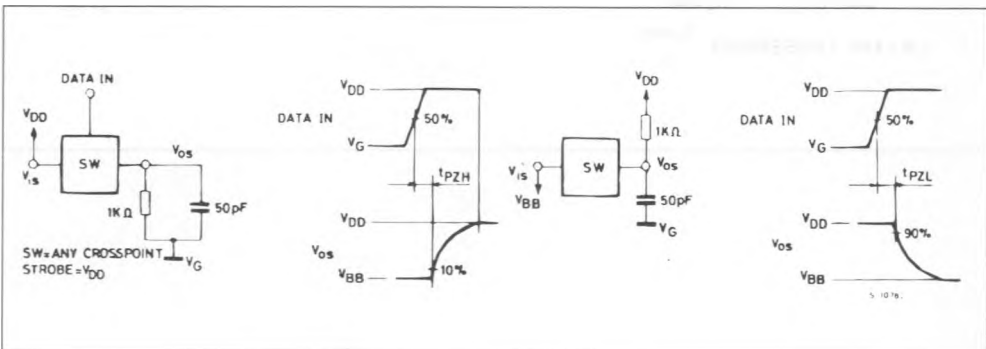 DATA IN
VDD
Vis
SW
Vos
1KΩ
50pF
VG
SW=ANY CROSSPOINT
STROBE=VDD
VDD
DATA IN
50%
VG
tPZH
VDD
Vos
VBB
10%
VDD
1KΩ
Vis
SW
Vos
VBB
50pF
VG
VDD
DATA IN
50%
VG
tPZL
VDD
90%
Vos
VBB